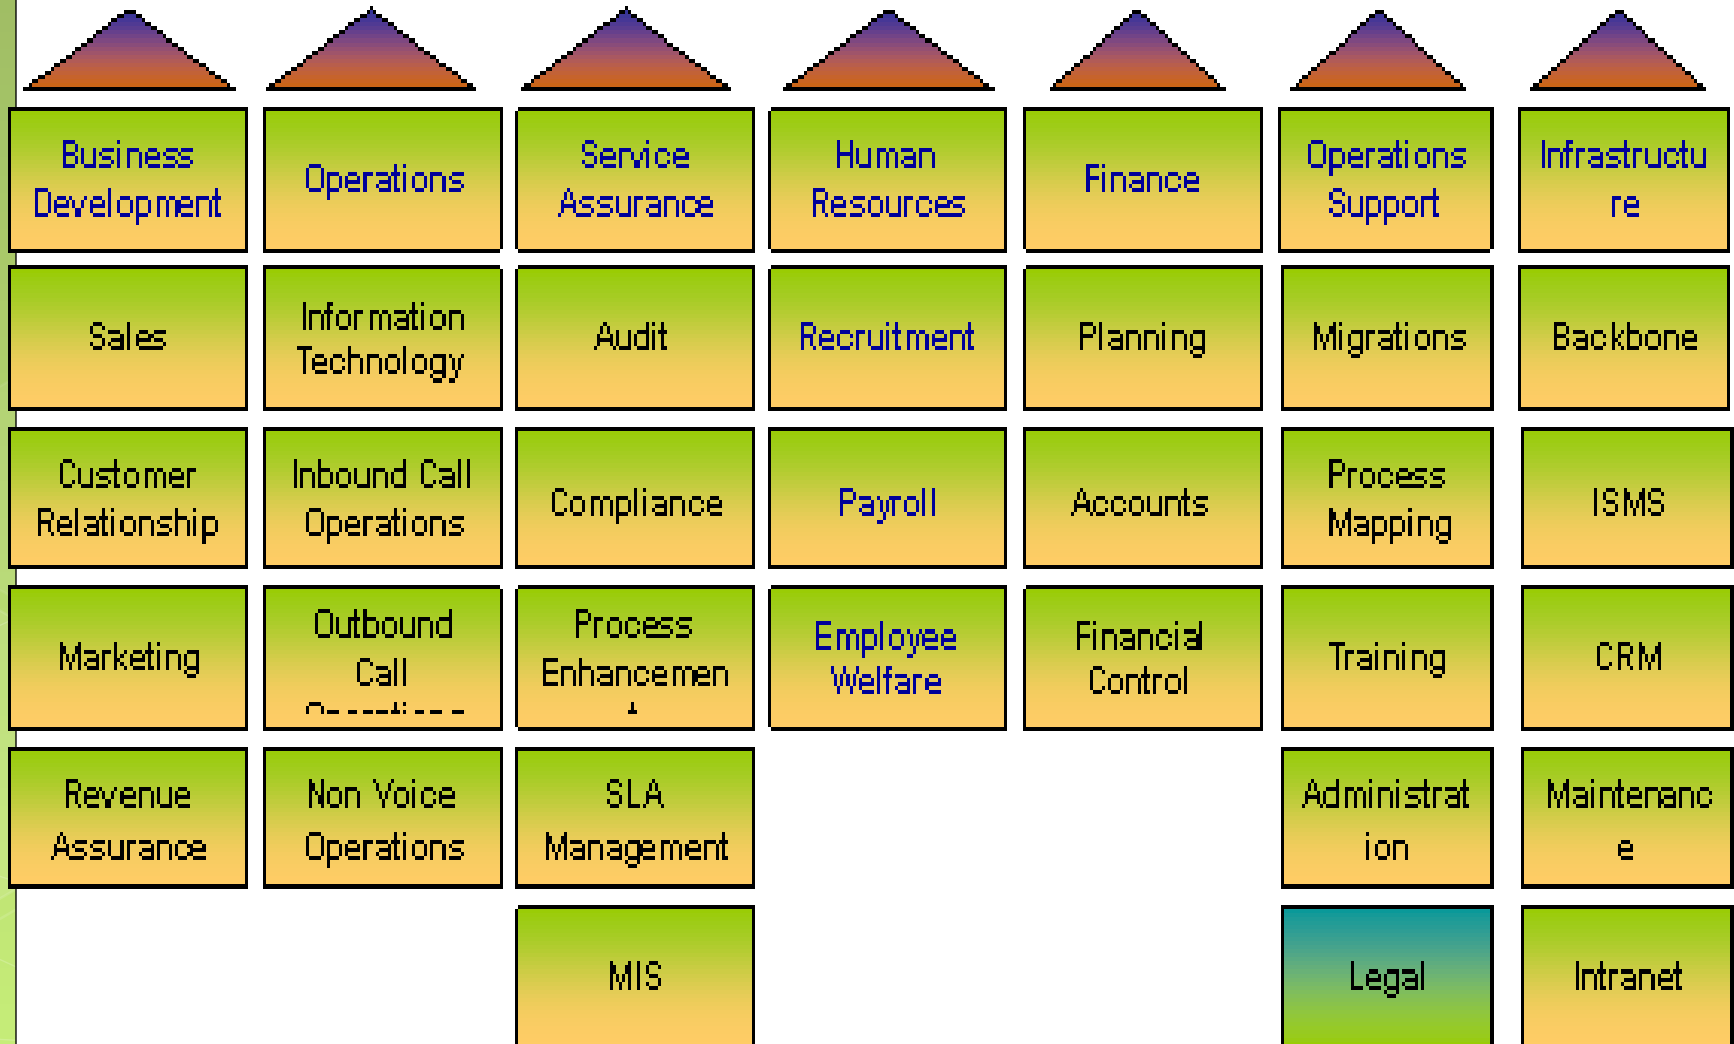 Business
Development
Operations
Service
Assurance
Human
Resources
Finance
Operations
Support
Infrastructu
re
Sales
Information
Technology
Audit
Recruitment
Planning
Migrations
Backbone
Customer
Relationship
Inbound Call
Operations
Compliance
Payroll
Accounts
Process
Mapping
ISMS
Marketing
Outbound
Call
Process
Enhancemen
Employee
Welfare
Financial
Control
Training
CRM
Revenue
Assurance
Non Voice
Operations
SLA
Management
Administrat
ion
Maintenanc
e
MIS
Legal
Intranet